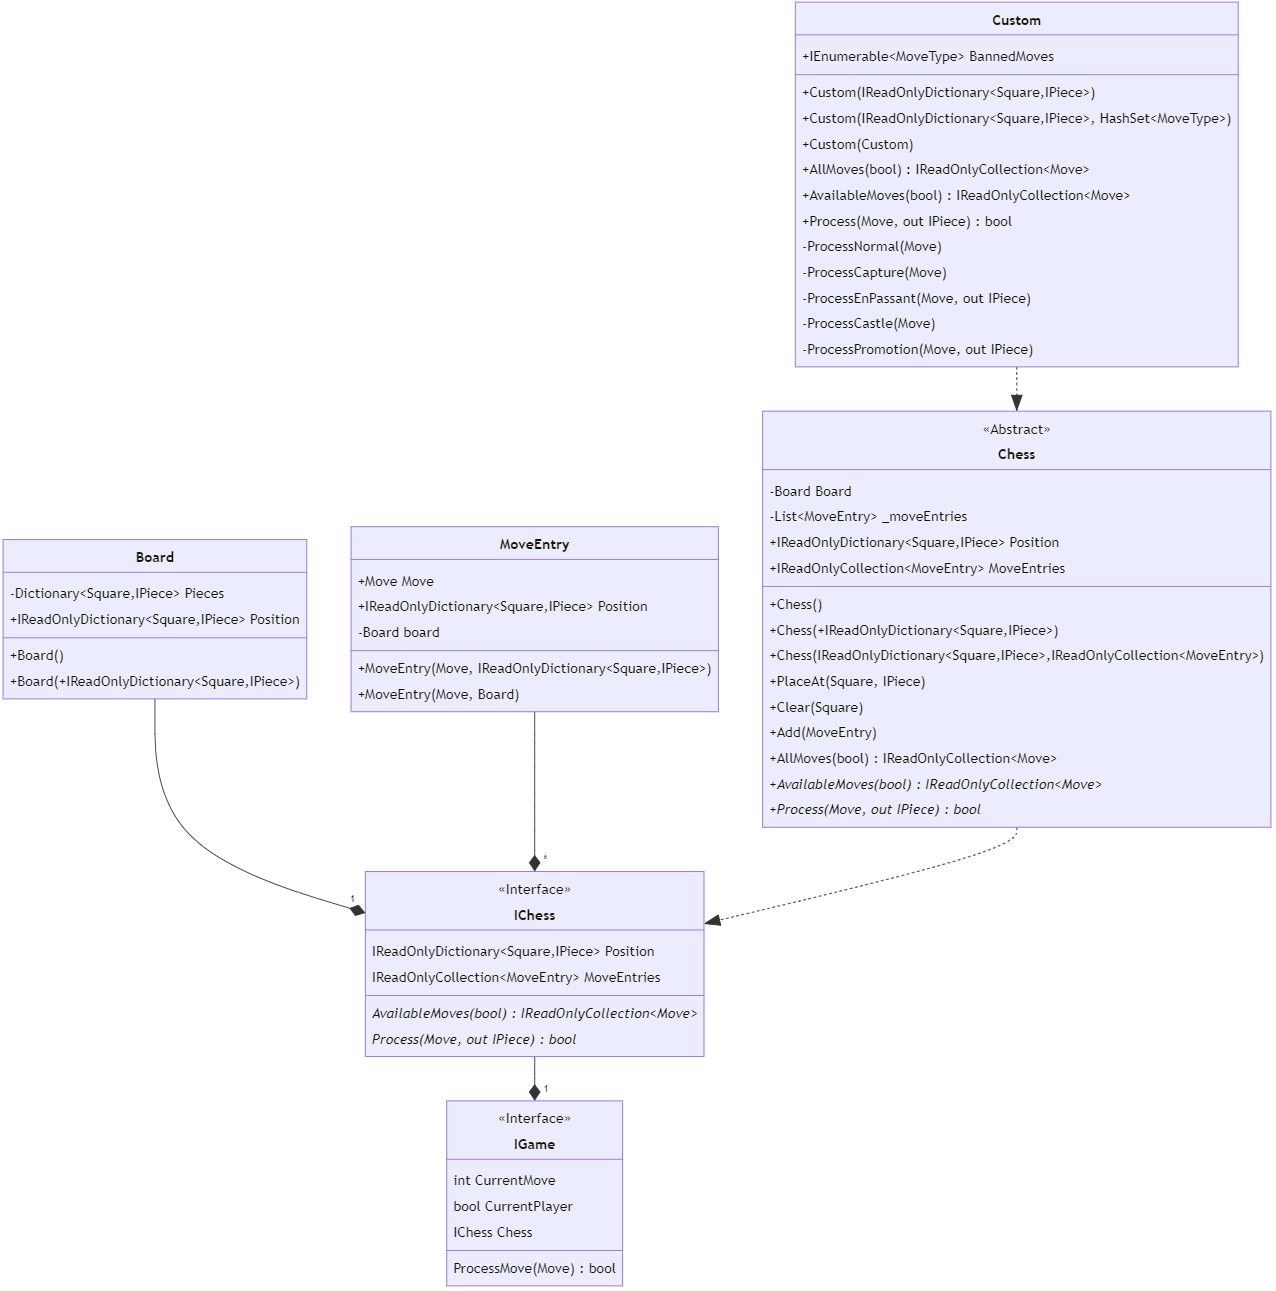 Custom
+IEnumerable<MoveType> BannedMoves
+Custom(IReadOnlyDictionary<Square,IPiece>)
+Custom(IReadOnlyDictionary<Square,IPiece>, HashSet<MoveType>)
+Custom(Custom)
+AllMoves(bool) : IReadOnlyCollection<Move>
+AvailableMoves(bool) : IReadOnlyCollection<Move>
+Process(Move, out IPiece) : bool
-ProcessNormal(Move)
-ProcessCapture(Move)
-ProcessEnPassant(Move, out IPiece)
-ProcessCastle(Move)
-ProcessPromotion(Move, out IPiece)
«Abstract»
Chess
-Board Board
-List<MoveEntry> _moveEntries
+IReadOnlyDictionary<Square,IPiece> Position
+IReadOnlyCollection<MoveEntry> MoveEntries
+Chess()
+Chess(+IReadOnlyDictionary<Square,IPiece>)
+Chess(IReadOnlyDictionary<Square,IPiece>,IReadOnlyCollection<MoveEntry>)
+PlaceAt(Square, IPiece)
+Clear(Square)
+Add(MoveEntry)
+AllMoves(bool) : IReadOnlyCollection<Move>
+AvailableMoves(bool) : IReadOnlyCollection<Move>
+Process(Move, out IPiece) : bool
Board
-Dictionary<Square,IPiece> Pieces
+IReadOnlyDictionary<Square,IPiece> Position
+Board()
+Board(+IReadOnlyDictionary<Square,IPiece>)
MoveEntry
+Move Move
+IReadOnlyDictionary<Square,IPiece> Position
-Board board
+MoveEntry(Move, IReadOnlyDictionary<Square,IPiece>)
+MoveEntry(Move, Board)
1
*
«Interface»
IChess
IReadOnlyDictionary<Square,IPiece> Position
IReadOnlyCollection<MoveEntry> MoveEntries
AvailableMoves(bool) : IReadOnlyCollection<Move>
Process(Move, out IPiece) : bool
1
«Interface»
IGame
int CurrentMove
bool CurrentPlayer
IChess Chess
ProcessMove(Move) : bool